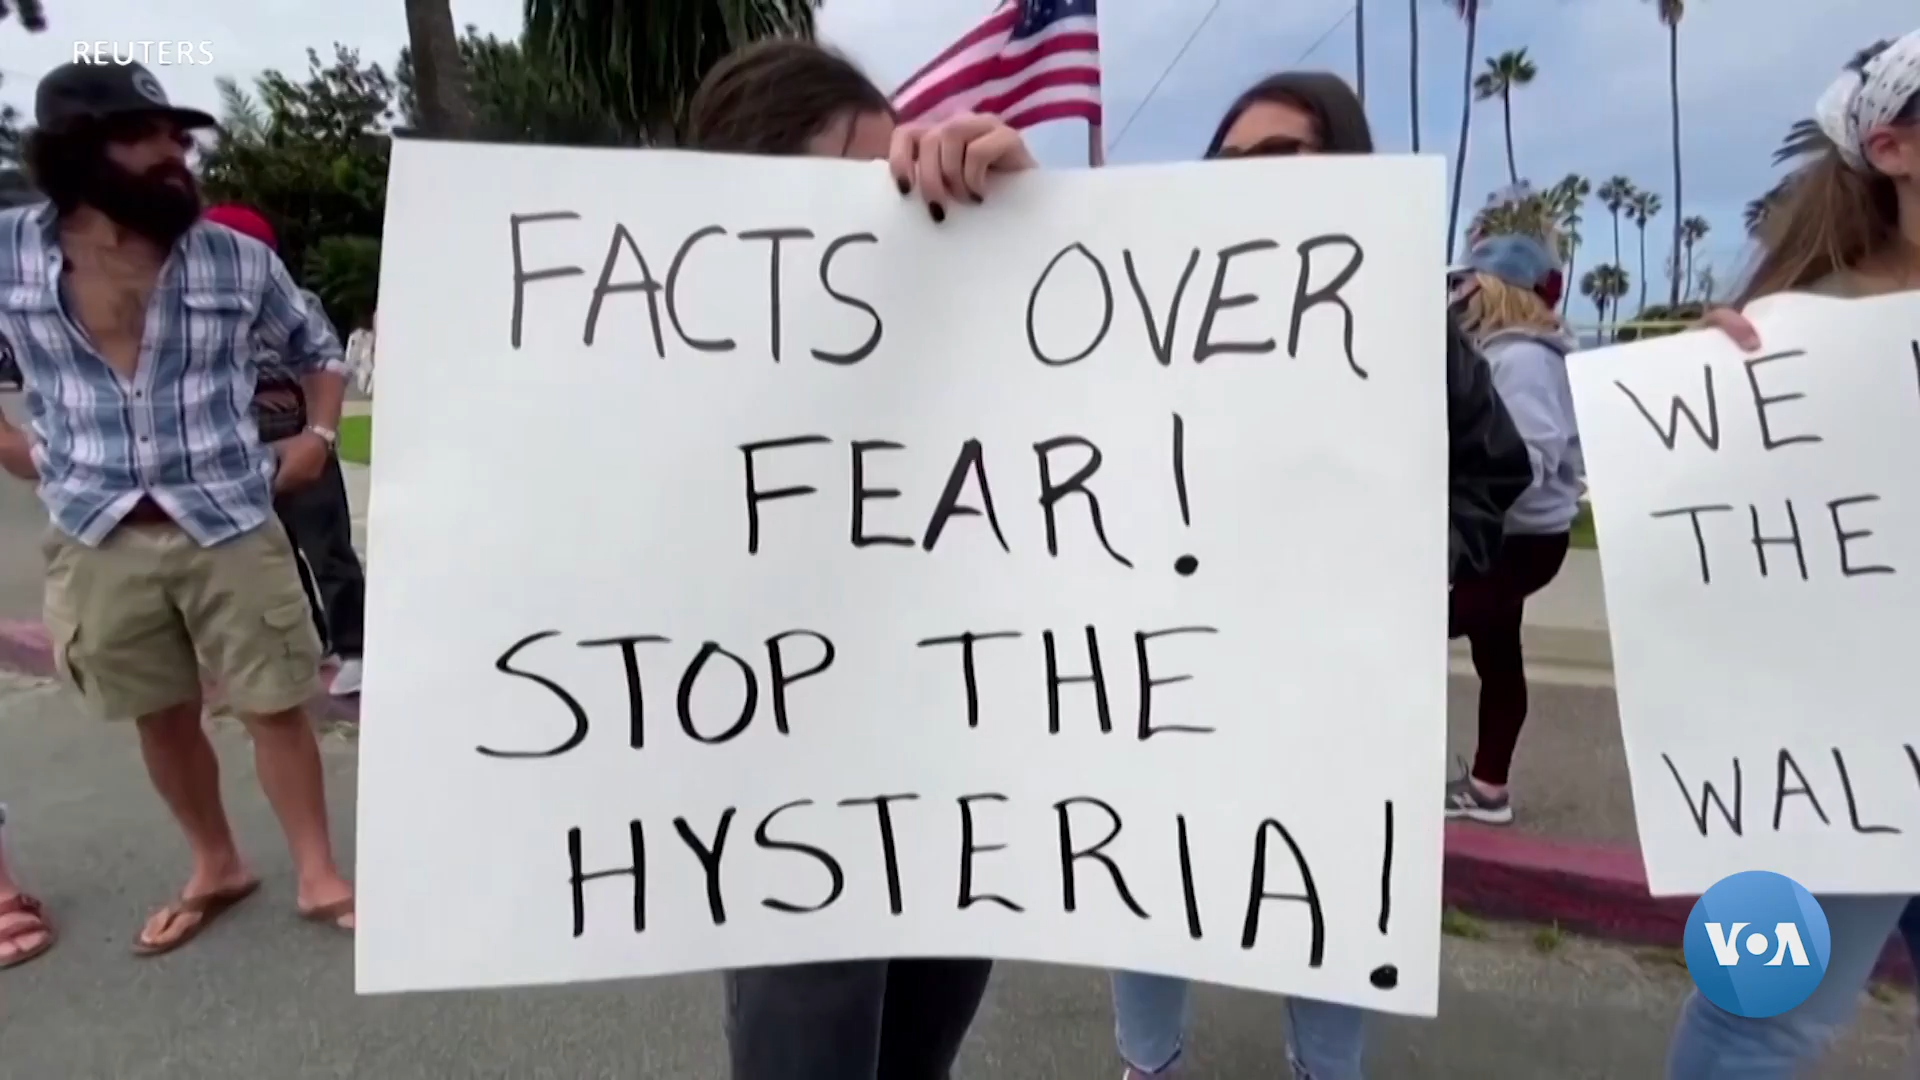 REUTERS
FACTS OVER
FEAR!
STOP THE
HYSTERIA!
WE
THE
VOA